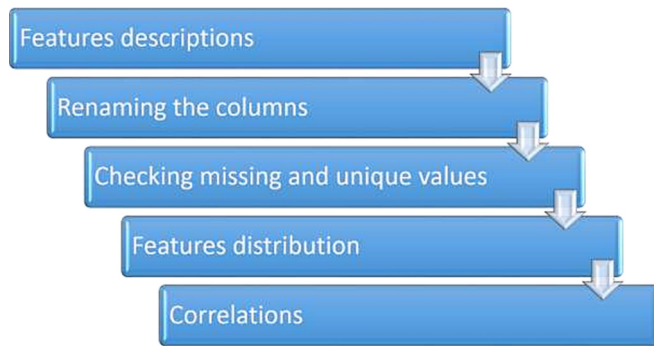 Features descriptions
Renaming the columns
Checking missing and unique values
Features distribution
Correlations